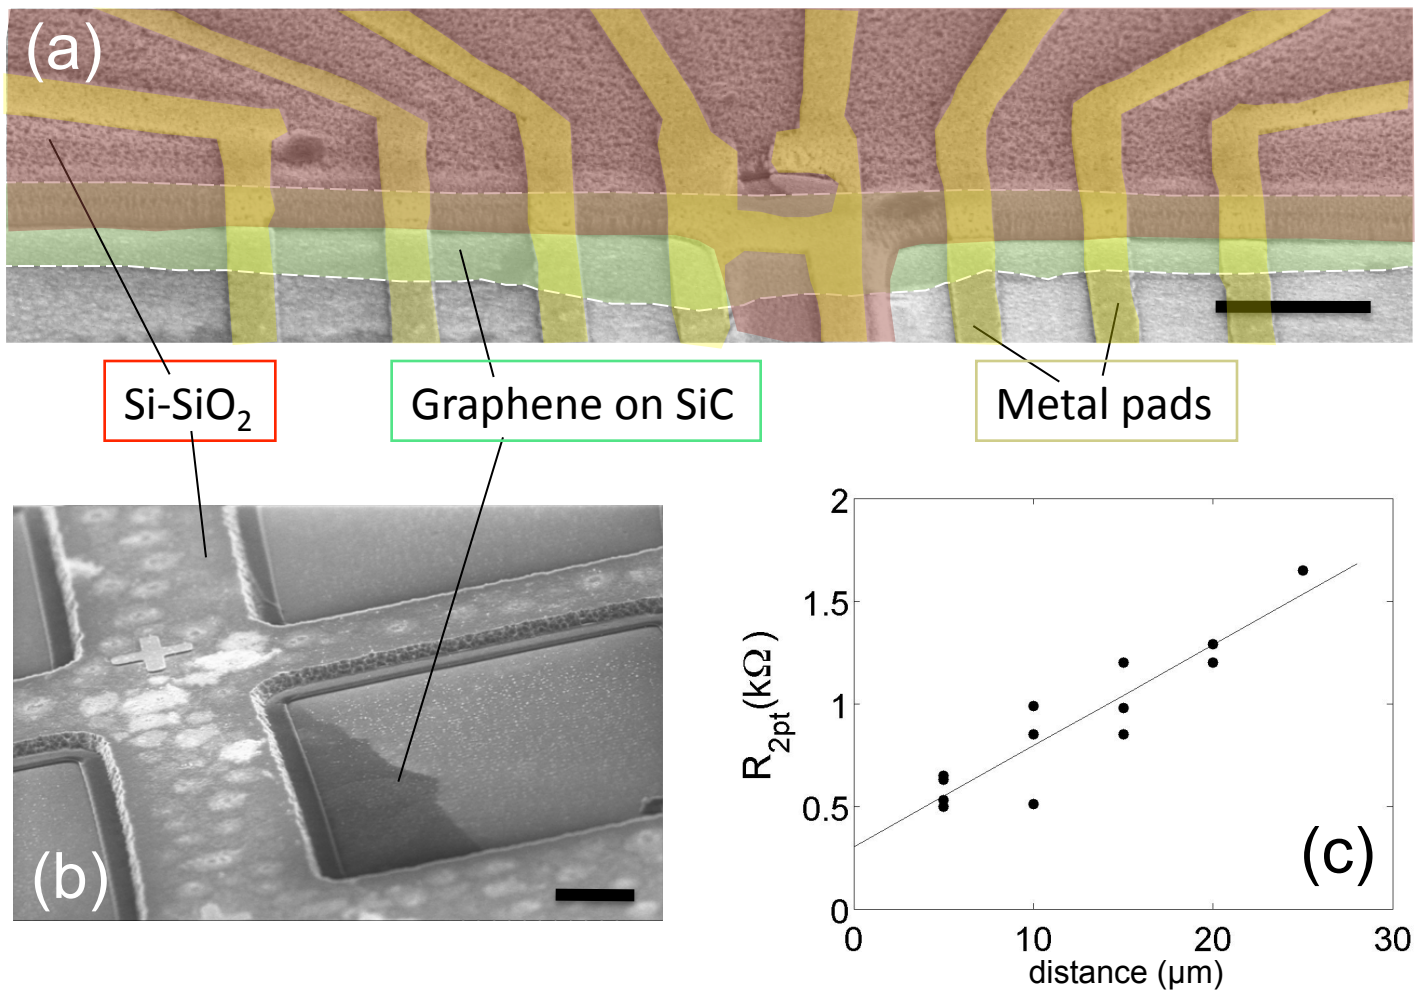 (a)
Si-SiO₂
Graphene on SiC
Metal pads
(b)
(c)
R_2pt(kΩ)
2
1.5
1
0.5
0
0 10 20 30
distance (µm)